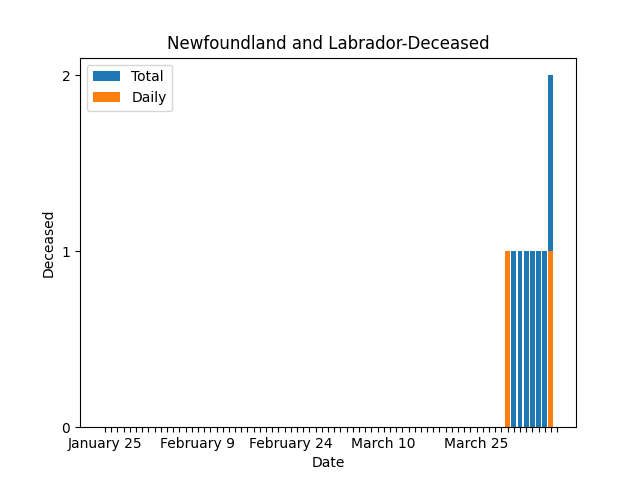 Newfoundland and Labrador-Deceased
Total
Daily
Deceased
2
1
0
January 25
February 9
February 24
March 10
March 25
Date